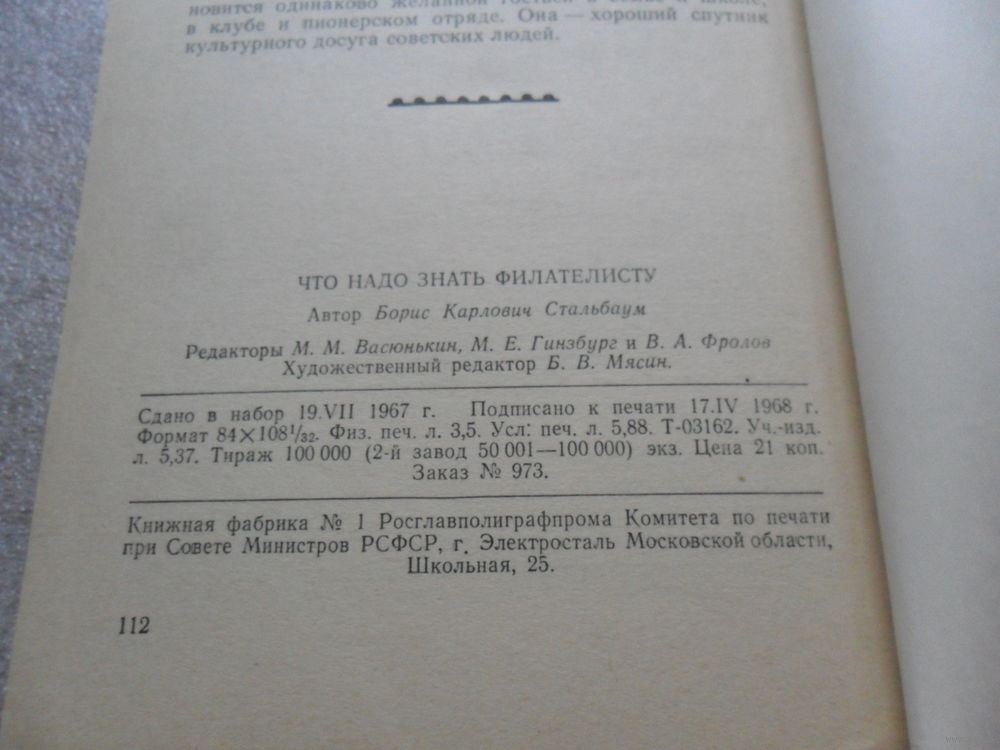 новится одинаково желанной гостьей в семье и школе,
в клубе и пионерском отряде. Она — хороший спутник
культурного досуга советских людей.
ЧТО НАДО ЗНАТЬ ФИЛАТЕЛИСТУ
Автор Борис Карлович Стальбаум
Редакторы М. М. Васюнькин, М. Е. Гинзбург и В. А. Фролов
Художественный редактор Б. В. Мясин.
Сдано в набор 19.VII 1967 г. Подписано к печати 17.IV 1968 г.
Формат 84×108¹/₃₂. Физ. печ. л. 3,5. Усл: печ. л. 5,88. Т-03162. Уч.-изд.
л. 5,37. Тираж 100 000 (2-й завод 50 001—100 000) экз. Цена 21 коп.
Заказ № 973.
Книжная фабрика № 1 Росглавполиграфпрома Комитета по печати
при Совете Министров РСФСР, г. Электросталь Московской области,
Школьная, 25.
112